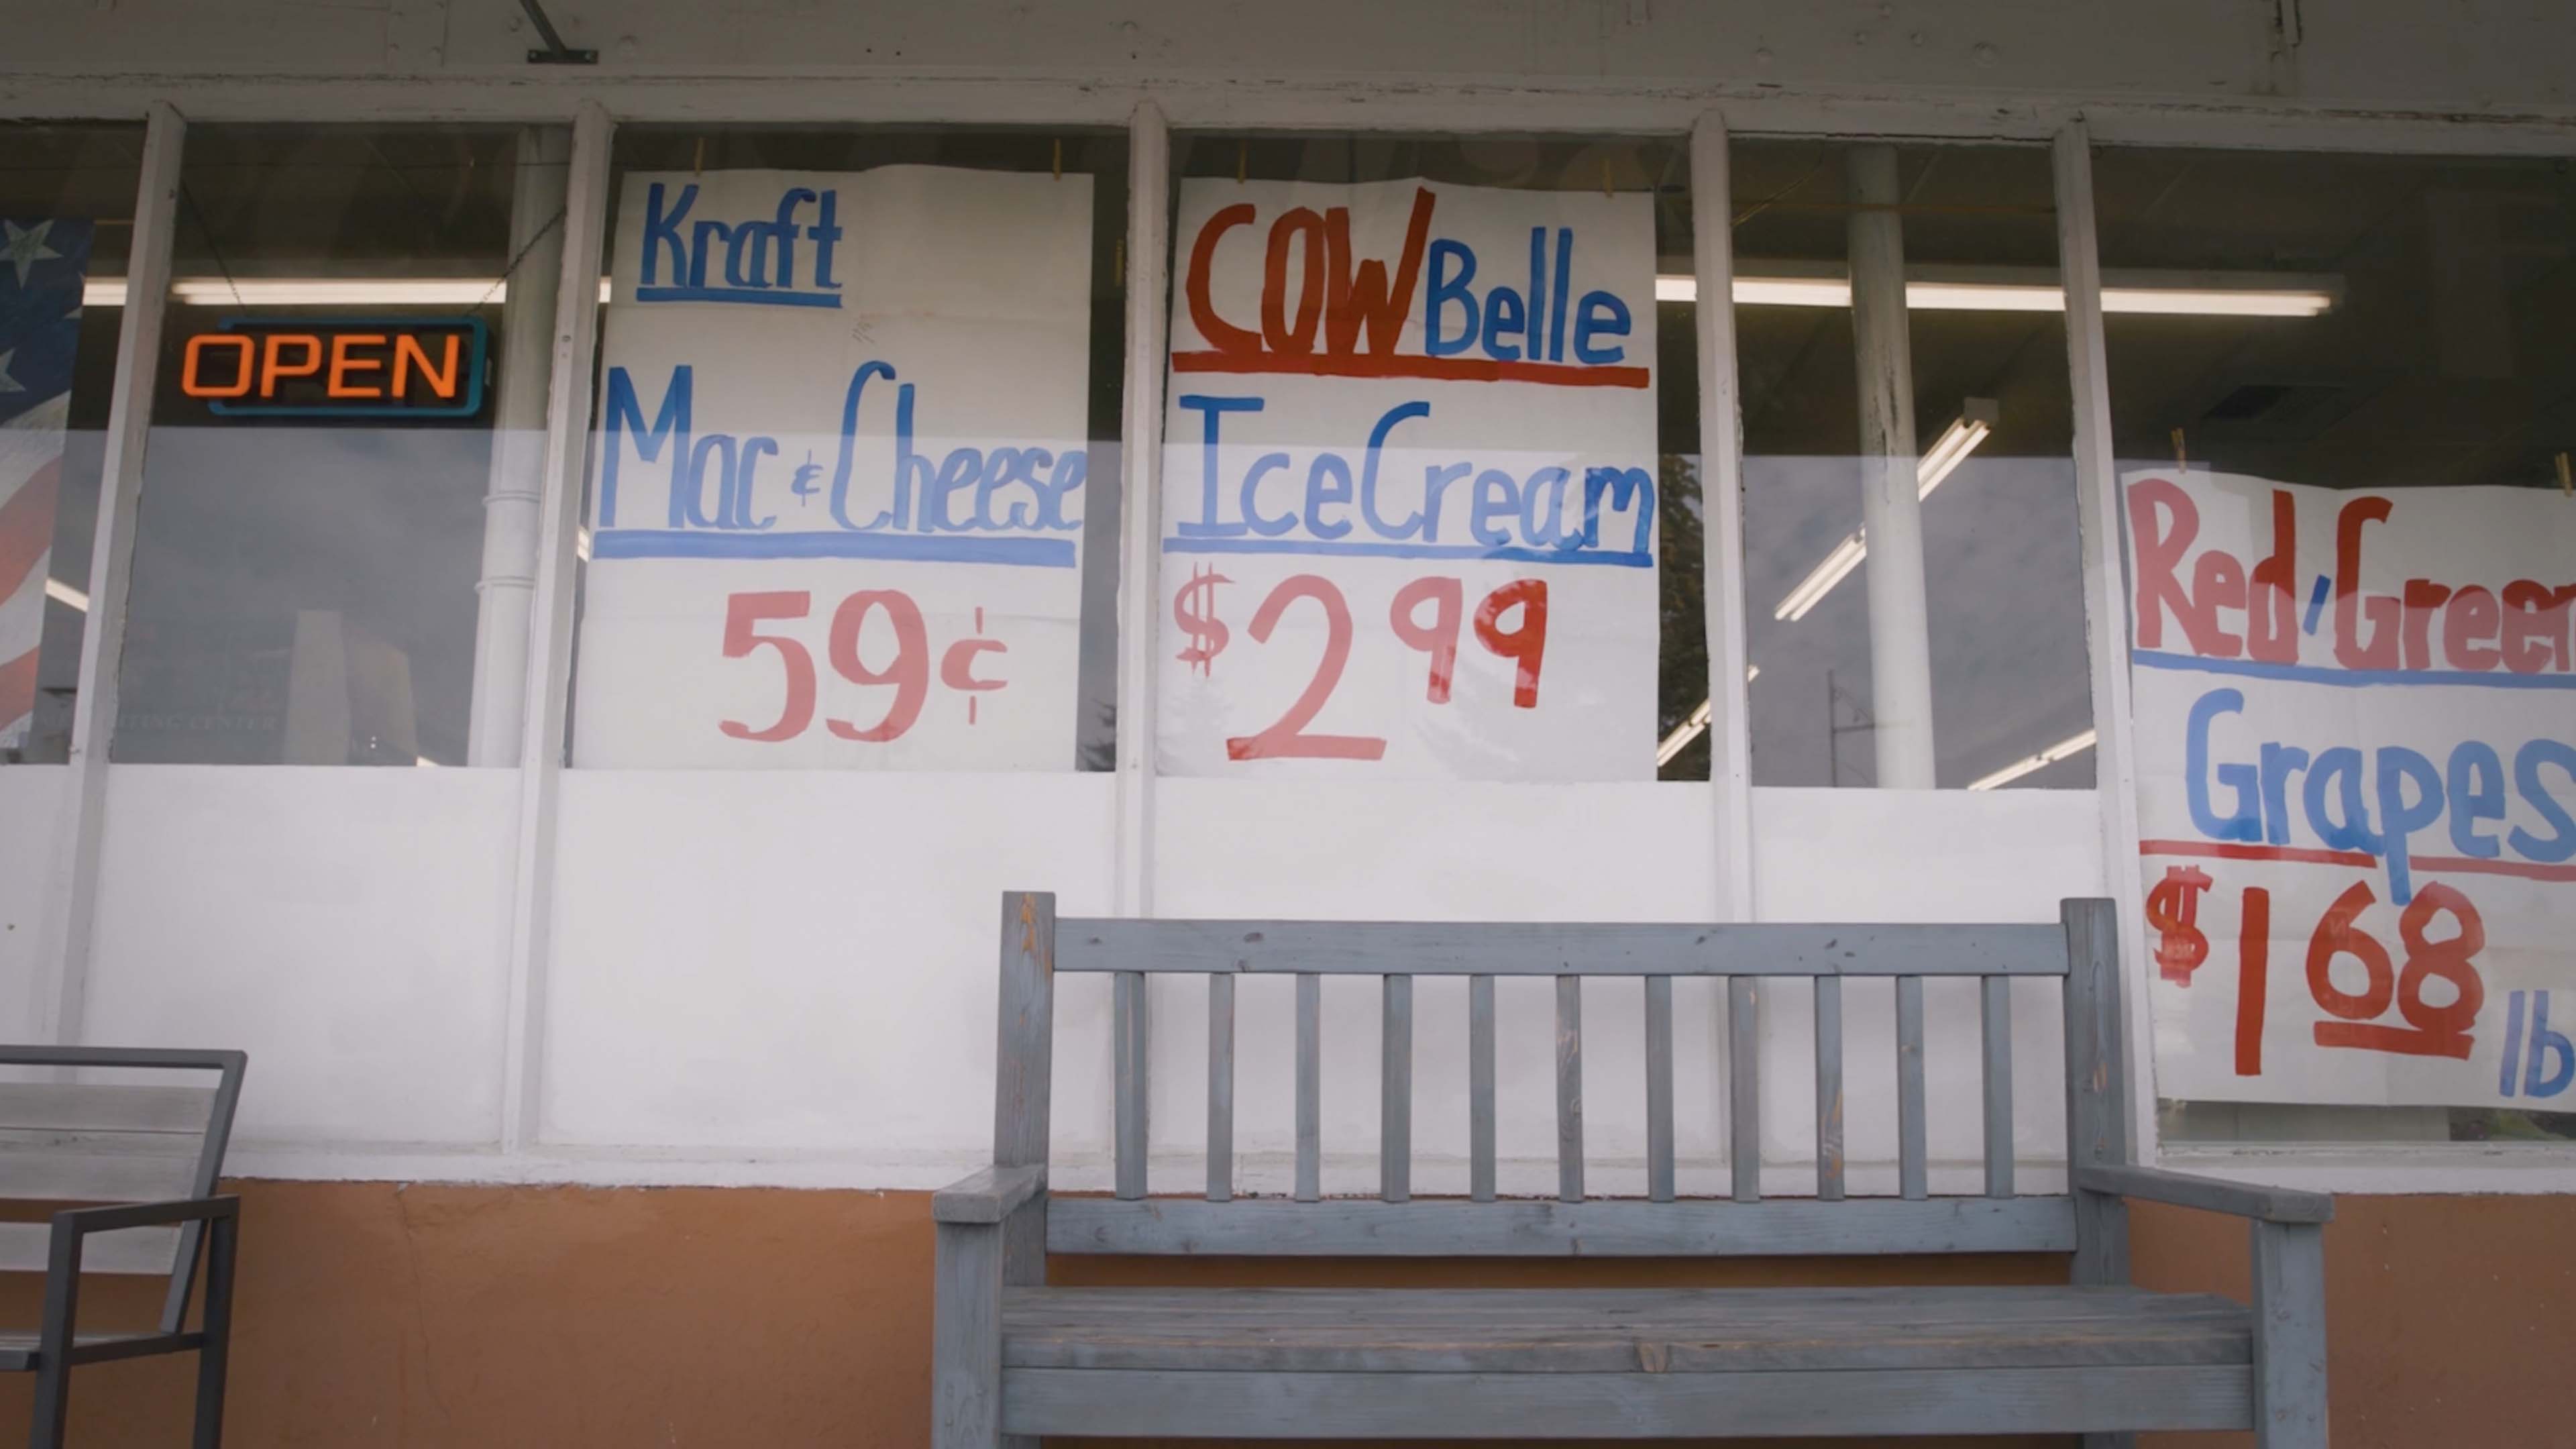 OPEN
Kraft
Mac & Cheese
59¢
COW Belle
Ice Cream
$2 99
Red, Green
Grapes
$1 68
lb